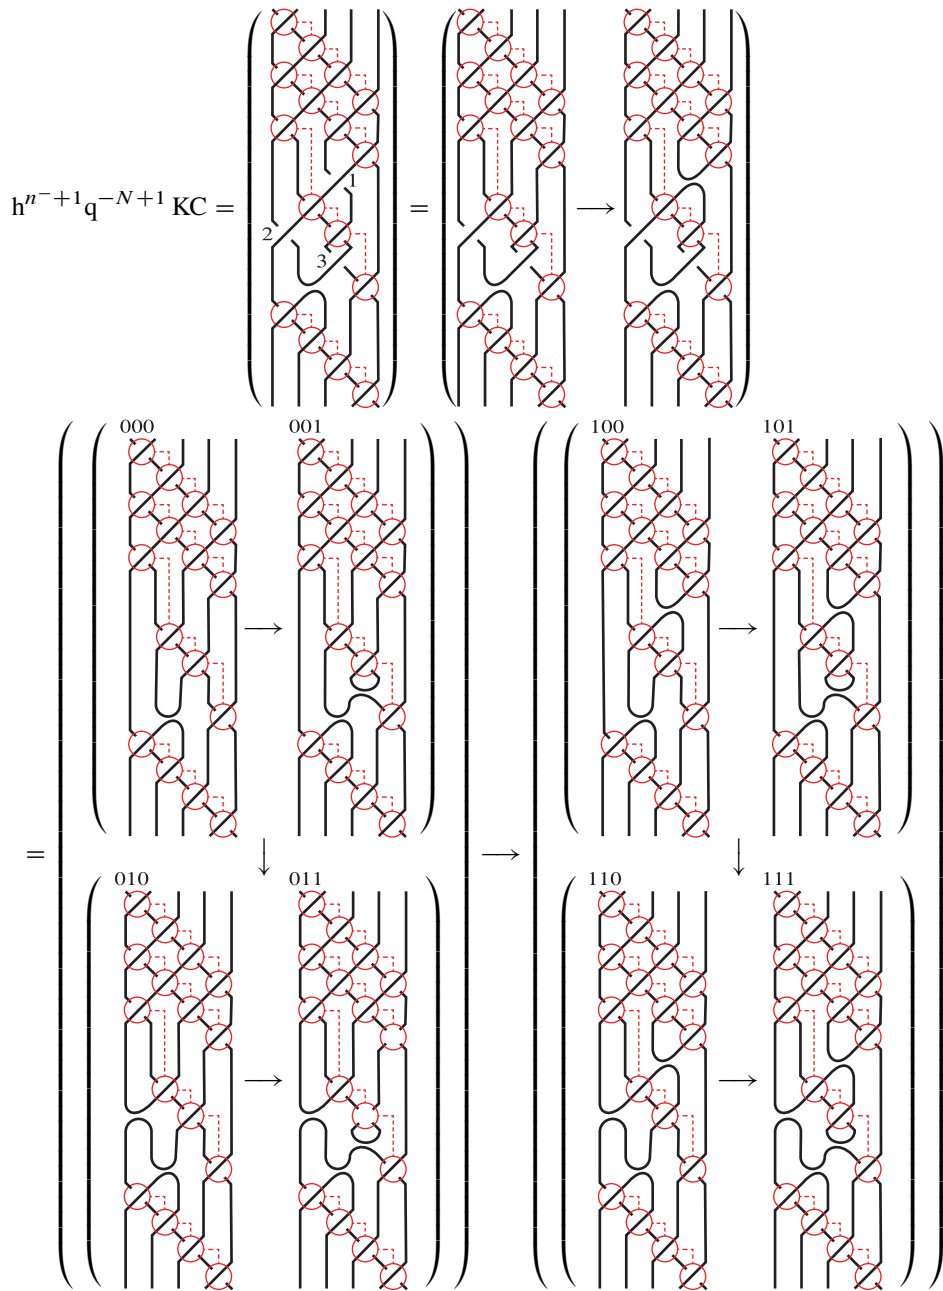 h^{n^-+1}q^{-N+1} KC = ( 1 2 3 ) = ( ⟶ )
000 001 100 101
⟶ ⟶
= ↓ ⟶ ↓
010 011 110 111
⟶ ⟶